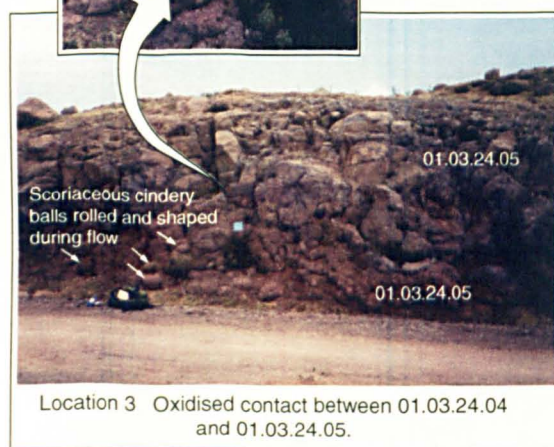 01.03.24.05
Scoriaceous cindery
balls rolled and shaped
during flow
01.03.24.05
Location 3 Oxidised contact between 01.03.24.04
and 01.03.24.05.